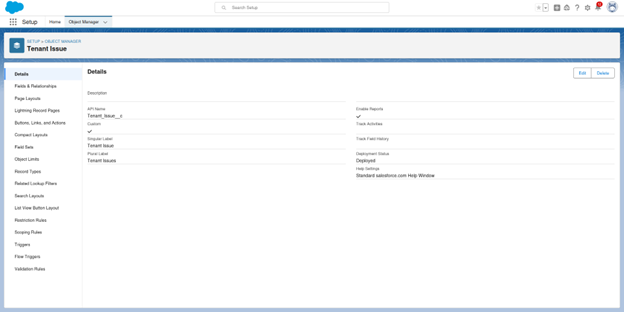 Search Setup
Setup
Home
Object Manager
SETUP > OBJECT MANAGER
Tenant Issue
Details
Fields & Relationships
Page Layouts
Lightning Record Pages
Buttons, Links, and Actions
Compact Layouts
Field Sets
Object Limits
Record Types
Related Lookup Filters
Search Layouts
List View Button Layout
Restriction Rules
Scoping Rules
Triggers
Flow Triggers
Validation Rules
Details
Edit
Delete
Description
API Name
Tenant_Issue__c
Custom
Singular Label
Tenant Issue
Plural Label
Tenant Issues
Enable Reports
Track Activities
Track Field History
Deployment Status
Deployed
Help Settings
Standard salesforce.com Help Window